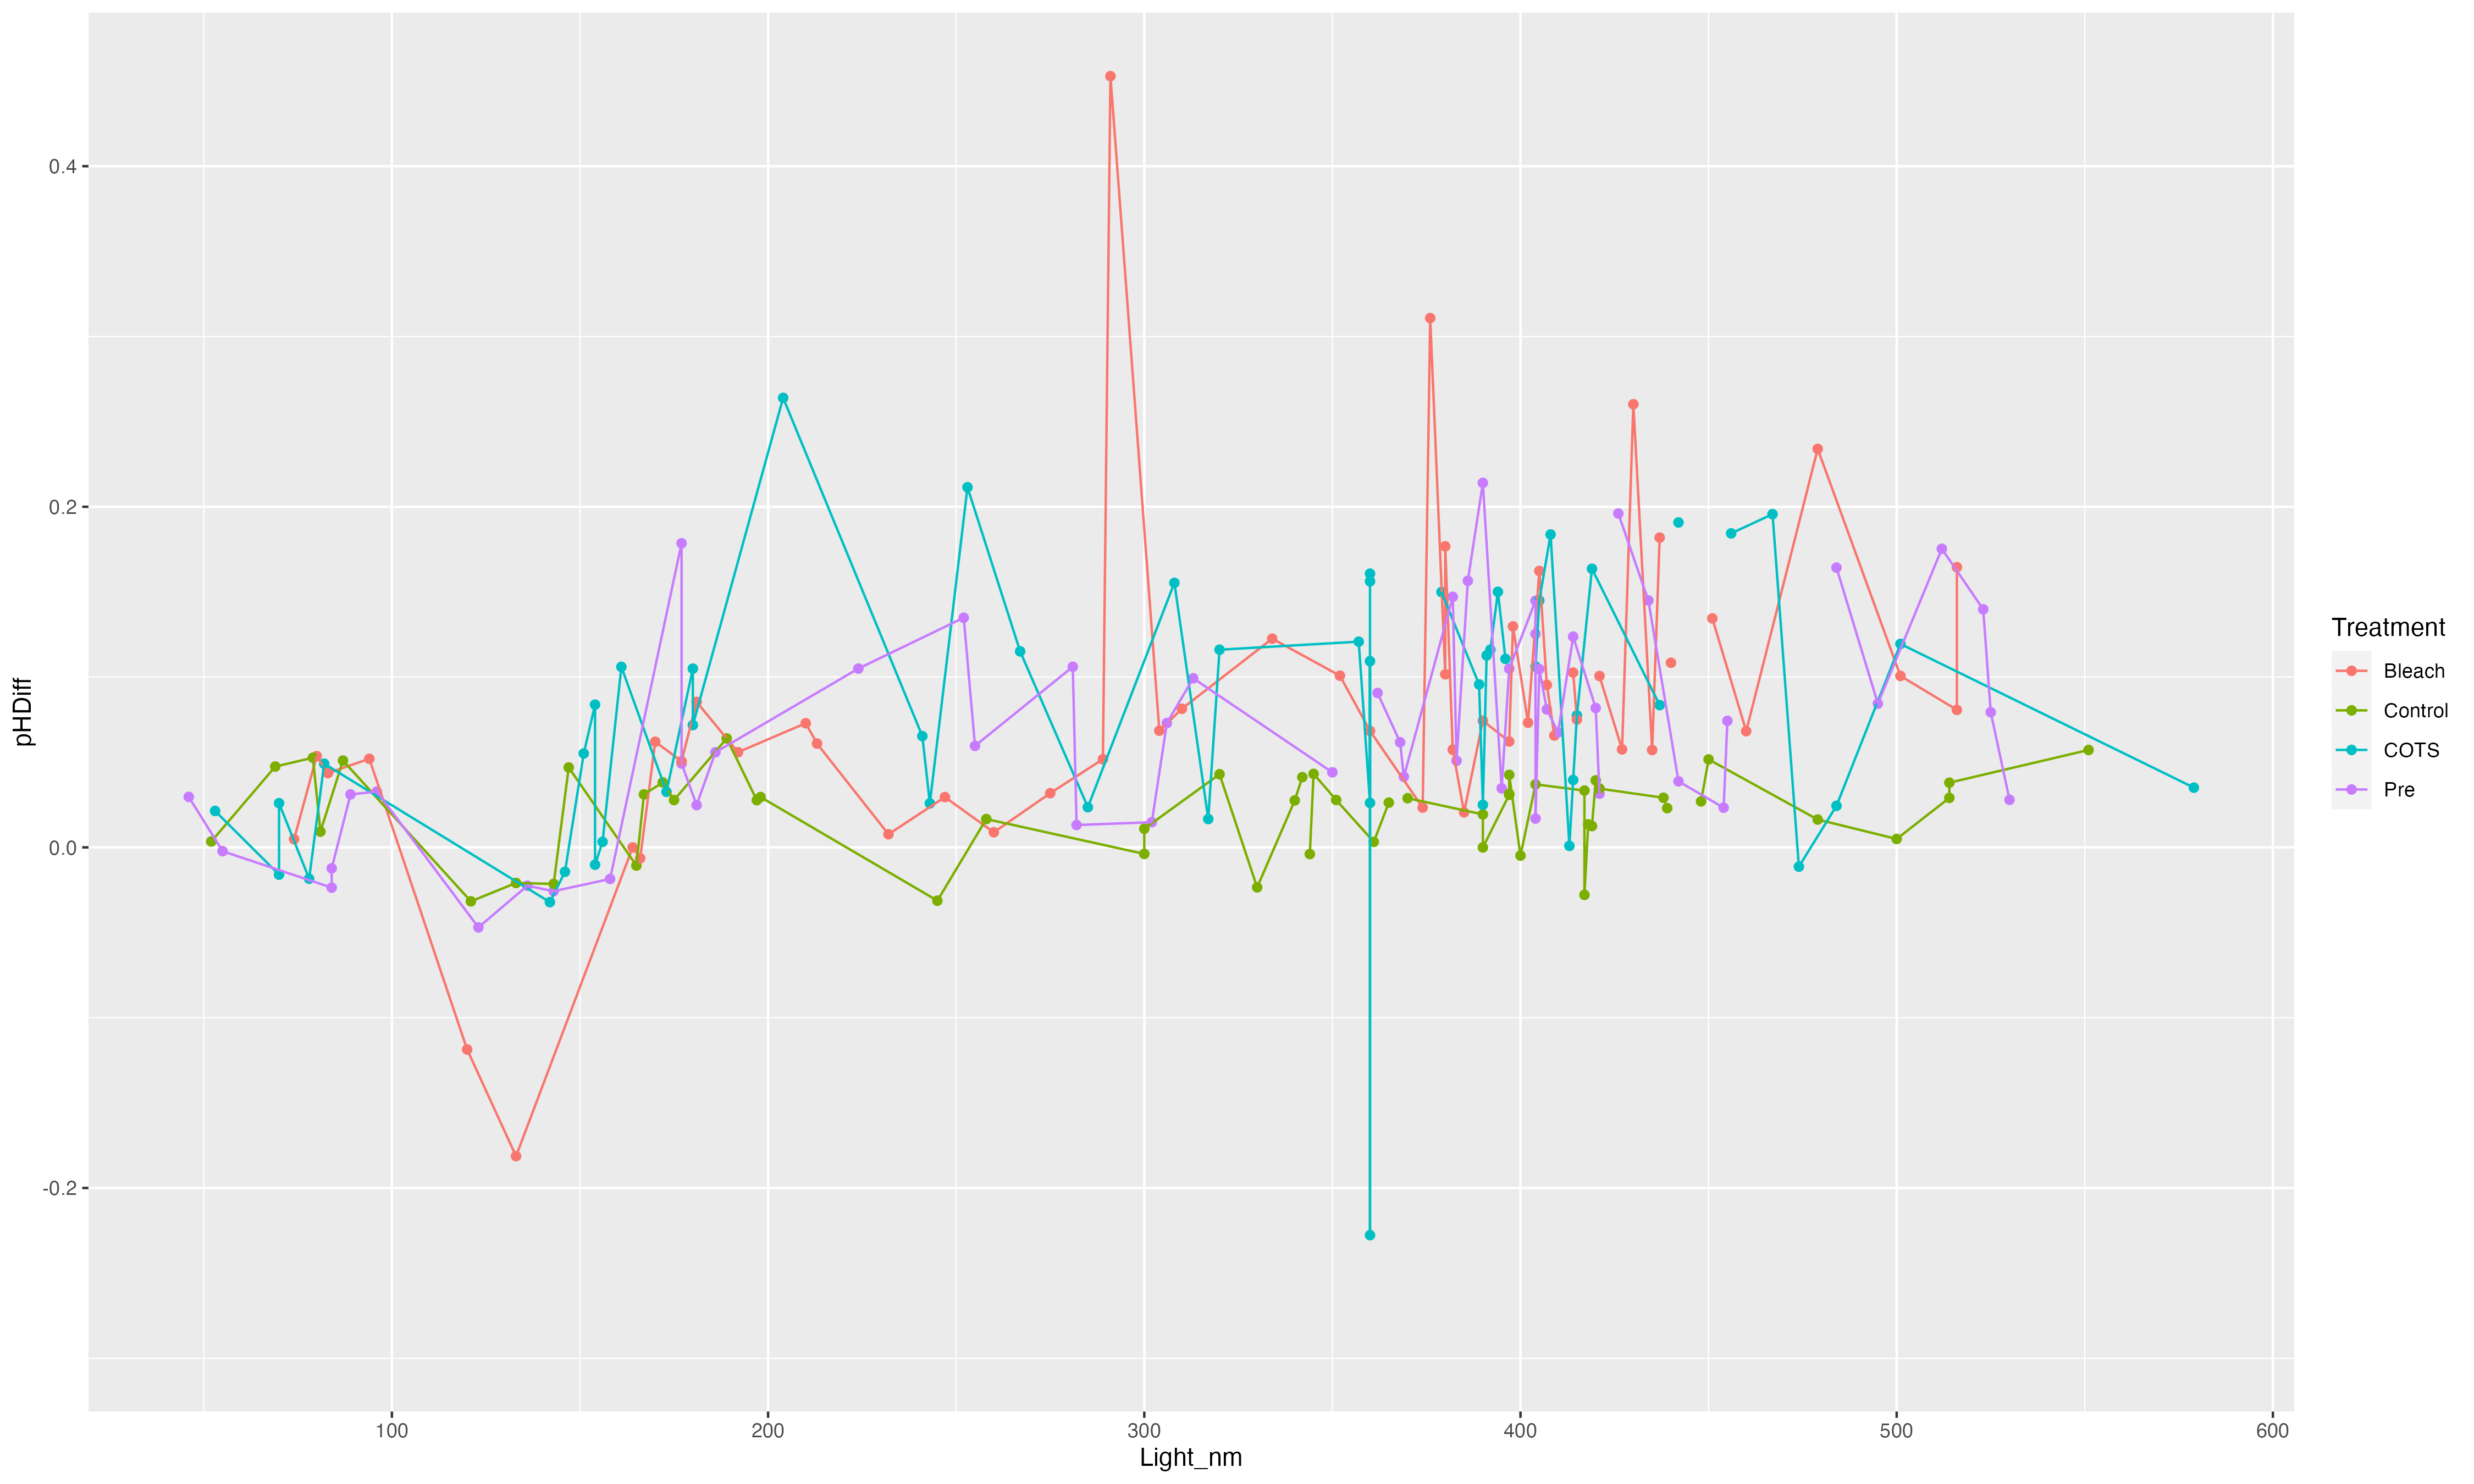 0.4
0.2
0.0
-0.2
pHDiff
100 200 300 400 500 600
Light_nm
Treatment
Bleach
Control
COTS
Pre